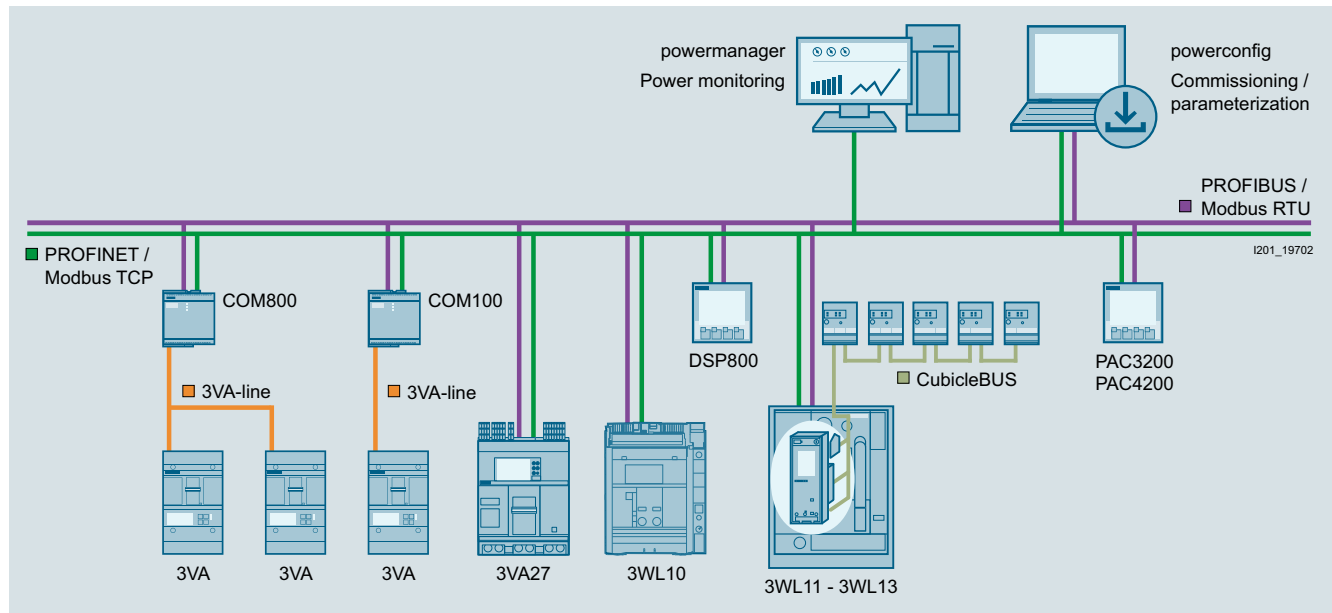 powermanager
Power monitoring
powerconfig
Commissioning /
parameterization
PROFIBUS /
Modbus RTU
I201_19702
PROFINET /
Modbus TCP
COM800
COM100
DSP800
PAC3200
PAC4200
CubicleBUS
3VA-line
3VA-line
3VA
3VA
3VA
3VA27
3WL10
3WL11 - 3WL13